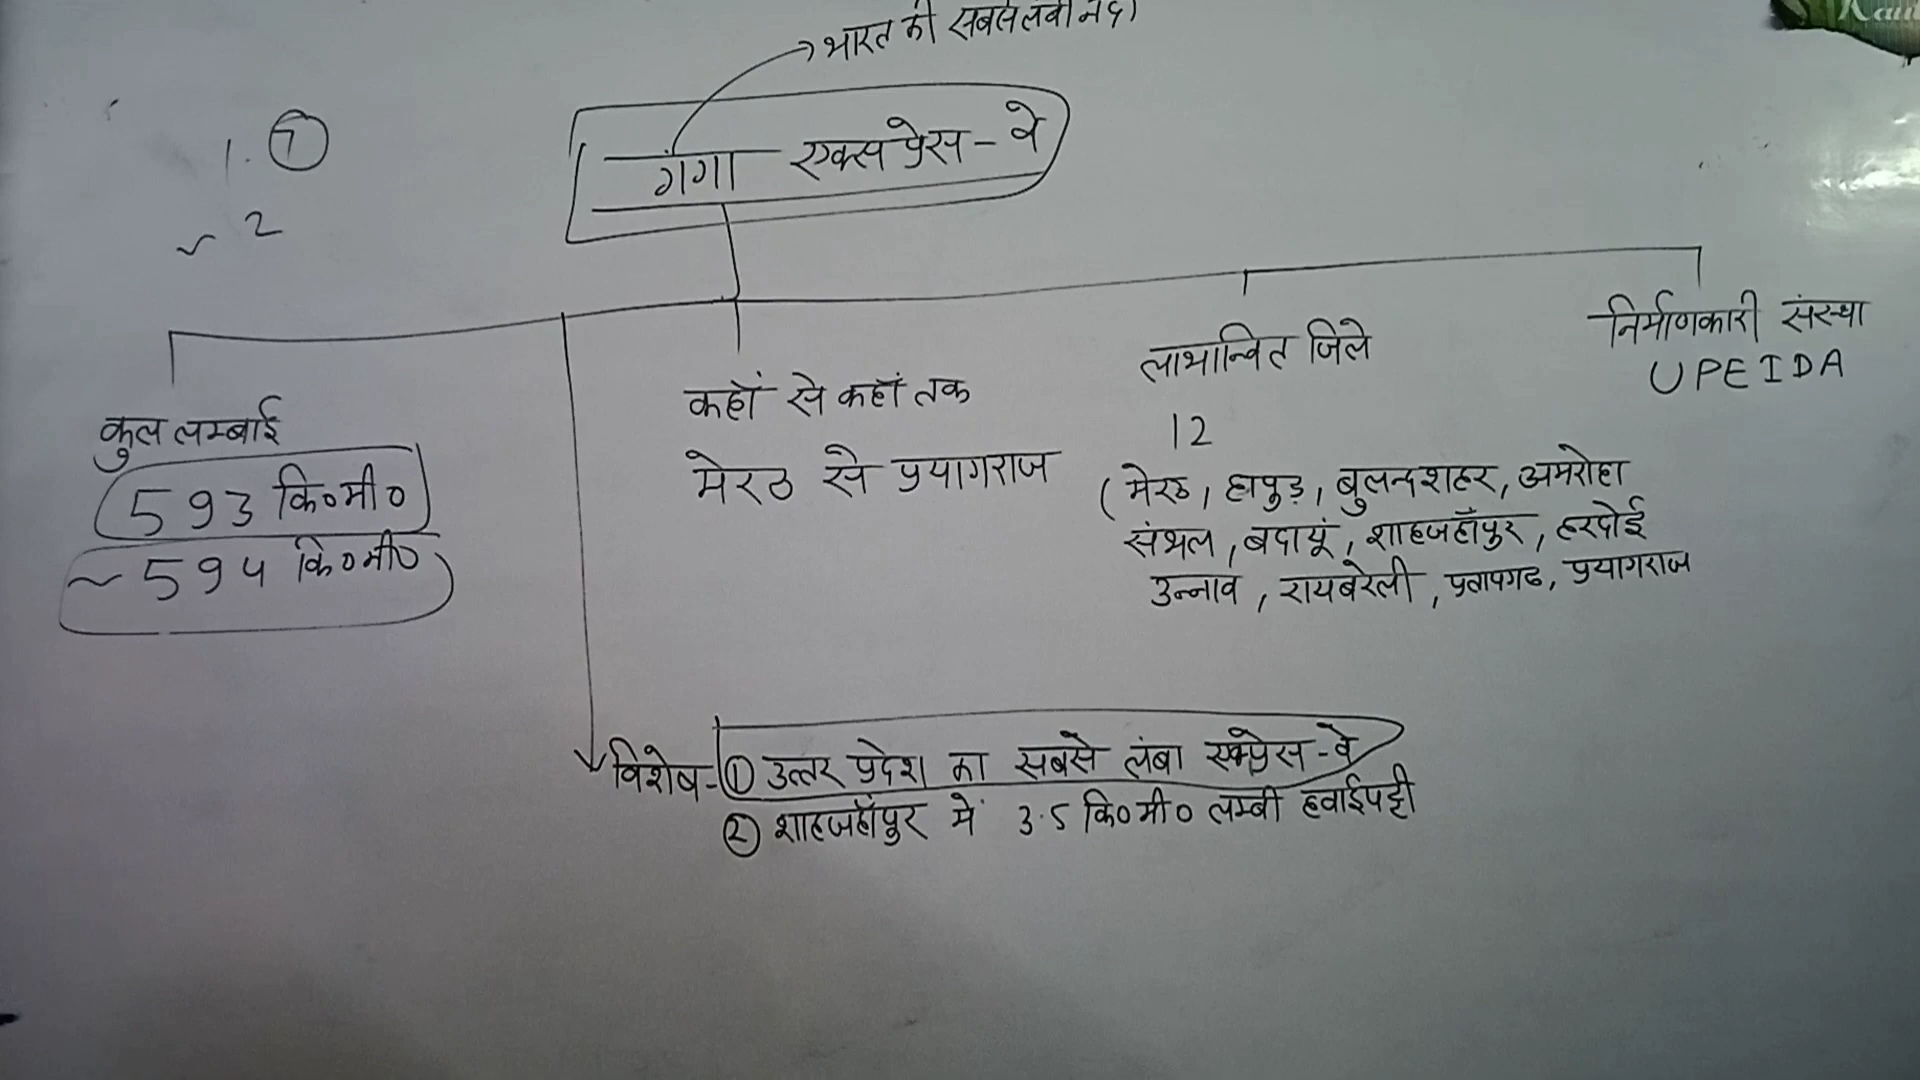 भारत की सबसे लंबी नदी
1. 7
~ 2
गंगा एक्सप्रेस-वे
निर्माणकारी संस्था
UPEIDA
लाभान्वित जिले
12
(मेरठ, हापुड़, बुलन्दशहर, अमरोहा
संभल, बदायूं, शाहजहाँपुर, हरदोई
उन्नाव, रायबरेली, प्रतापगढ, प्रयागराज
कहाँ से कहाँ तक
मेरठ से प्रयागराज
कुल लम्बाई
593 कि०मी०
~594 कि०मी०
विशेष- ① उत्तर प्रदेश का सबसे लंबा एक्प्रेस-वे
② शाहजहाँपुर में 3.5 कि०मी० लम्बी हवाईपट्टी